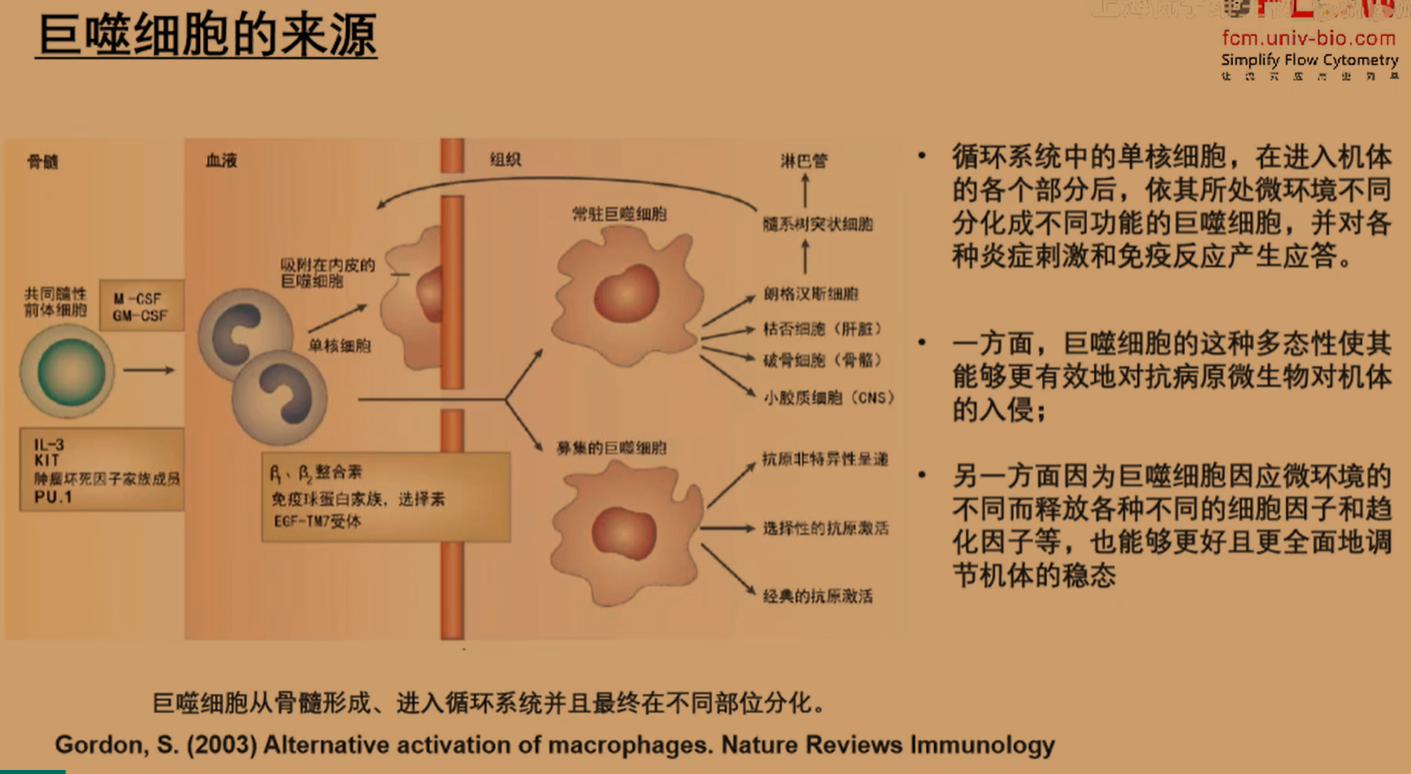 巨噬细胞的来源
fcm.univ-bio.com
Simplify Flow Cytometry
骨髓
血液
组织
淋巴管
常驻巨噬细胞
髓系树突状细胞
吸附在内皮的
巨噬细胞
共同髓性
前体细胞
M-CSF
GM-CSF
单核细胞
朗格汉斯细胞
枯否细胞（肝脏）
破骨细胞（骨骼）
小胶质细胞（CNS）
IL-3
KIT
肿瘤坏死因子家族成员
PU.1
β1、β2整合素
免疫球蛋白家族，选择素
EGF-TM7受体
募集的巨噬细胞
抗原非特异性呈递
选择性的抗原激活
经典的抗原激活
• 循环系统中的单核细胞，在进入机体
的各个部分后，依其所处微环境不同
分化成不同功能的巨噬细胞，并对各
种炎症刺激和免疫反应产生应答。
• 一方面，巨噬细胞的这种多态性使其
能够更有效地对抗病原微生物对机体
的入侵；
• 另一方面因为巨噬细胞因应微环境的
不同而释放各种不同的细胞因子和趋
化因子等，也能够更好且更全面地调
节机体的稳态
巨噬细胞从骨髓形成、进入循环系统并且最终在不同部位分化。
Gordon, S. (2003) Alternative activation of macrophages. Nature Reviews Immunology